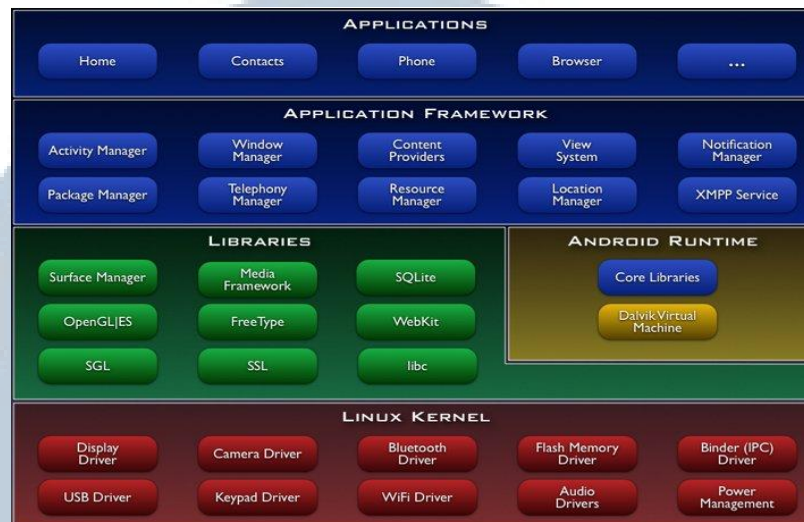 APPLICATIONS
Home
Contacts
Phone
Browser
...
APPLICATION FRAMEWORK
Activity Manager
Window
Manager
Content
Providers
View
System
Notification
Manager
Package Manager
Telephony
Manager
Resource
Manager
Location
Manager
XMPP Service
LIBRARIES
Surface Manager
Media
Framework
SQLite
OpenGL|ES
FreeType
WebKit
SGL
SSL
libc
ANDROID RUNTIME
Core Libraries
Dalvik Virtual
Machine
LINUX KERNEL
Display
Driver
Camera Driver
Bluetooth
Driver
Flash Memory
Driver
Binder (IPC)
Driver
USB Driver
Keypad Driver
WiFi Driver
Audio
Drivers
Power
Management